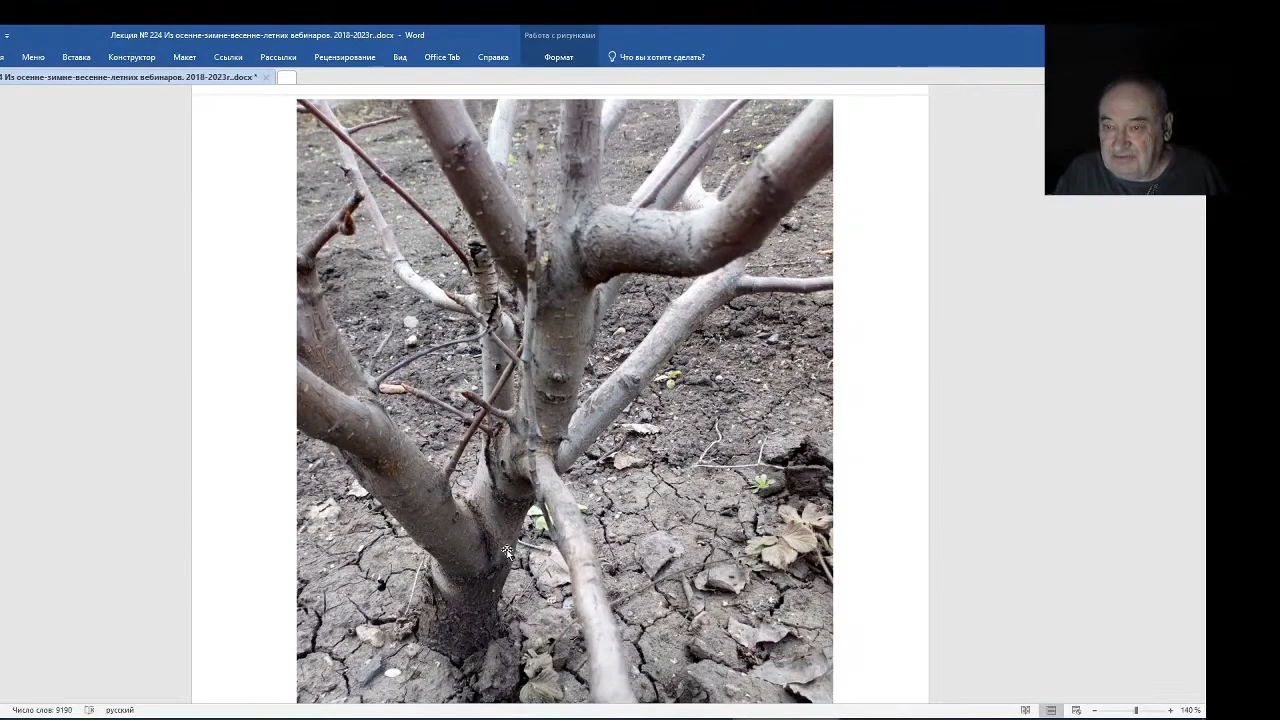 Лекция № 224 Из осенне-зимне-весенне-летних вебинаров. 2018-2023г..docx - Word
Работа с рисунками
Меню Вставка Конструктор Макет Ссылки Рассылки Рецензирование Вид Office Tab Справка Формат Что вы хотите сделать?
4 Из осенне-зимне-весенне-летних вебинаров. 2018-2023г..docx *
Число слов: 9190 русский 140 %